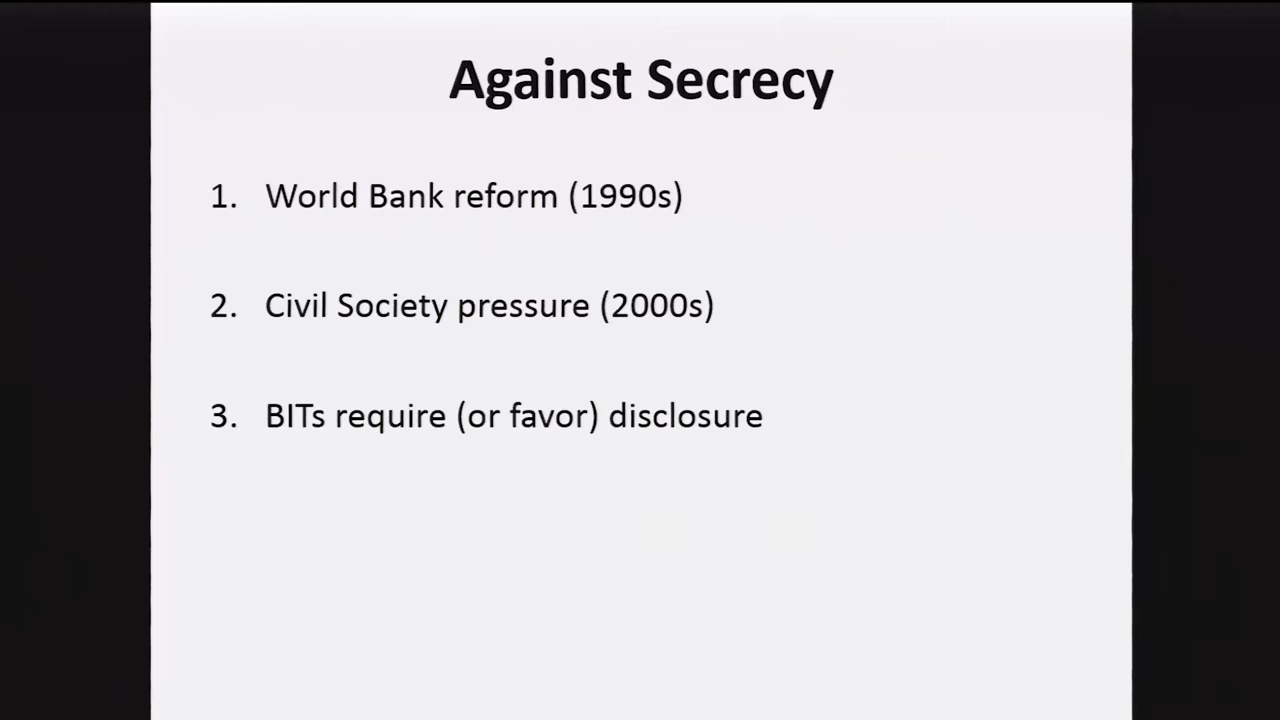 Against Secrecy
1. World Bank reform (1990s)
2. Civil Society pressure (2000s)
3. BITs require (or favor) disclosure